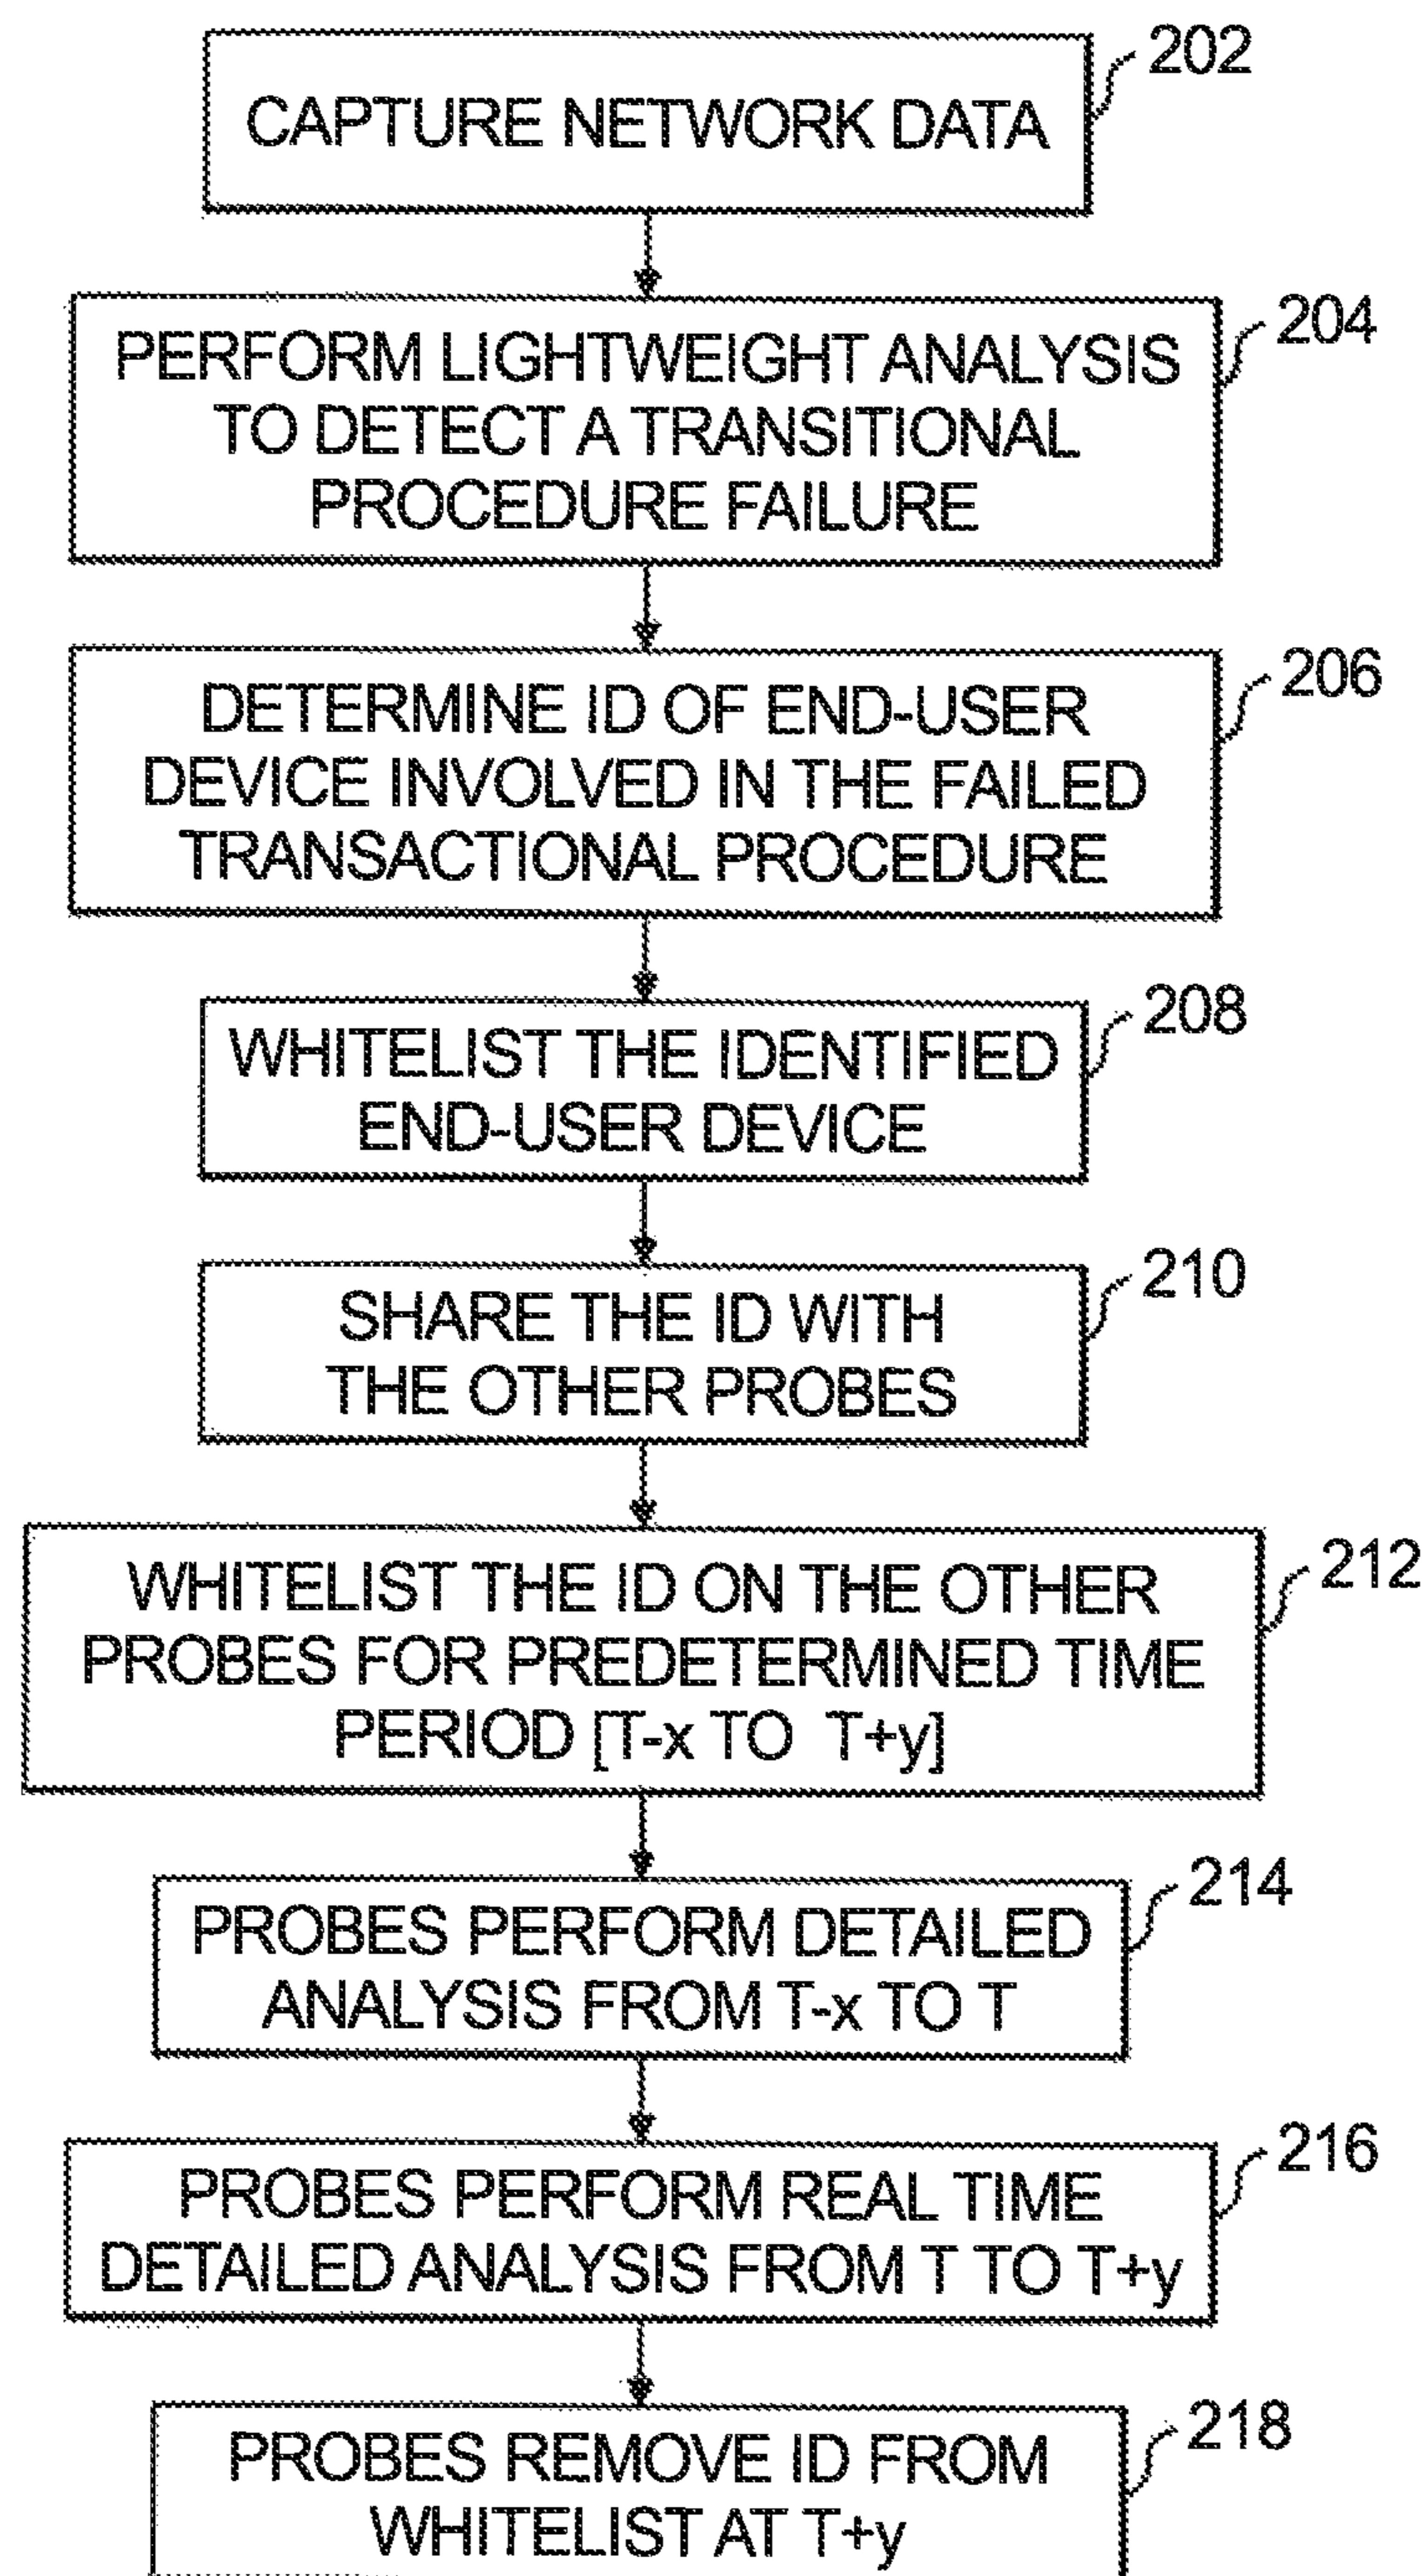 202
CAPTURE NETWORK DATA
204
PERFORM LIGHTWEIGHT ANALYSIS
TO DETECT A TRANSITIONAL
PROCEDURE FAILURE
206
DETERMINE ID OF END-USER
DEVICE INVOLVED IN THE FAILED
TRANSACTIONAL PROCEDURE
208
WHITELIST THE IDENTIFIED
END-USER DEVICE
210
SHARE THE ID WITH
THE OTHER PROBES
212
WHITELIST THE ID ON THE OTHER
PROBES FOR PREDETERMINED TIME
PERIOD [T-x TO T+y]
214
PROBES PERFORM DETAILED
ANALYSIS FROM T-x TO T
216
PROBES PERFORM REAL TIME
DETAILED ANALYSIS FROM T TO T+y
218
PROBES REMOVE ID FROM
WHITELIST AT T+y